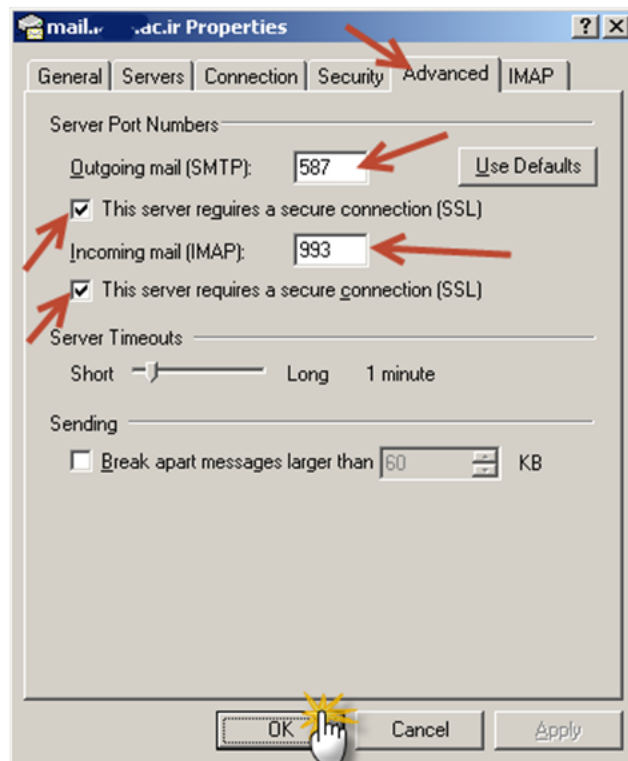 mail. .ac.ir Properties
General Servers Connection Security Advanced IMAP
Server Port Numbers
Outgoing mail (SMTP): 587 Use Defaults
This server requires a secure connection (SSL)
Incoming mail (IMAP): 993
This server requires a secure connection (SSL)
Server Timeouts
Short Long 1 minute
Sending
Break apart messages larger than 60 KB
OK Cancel Apply